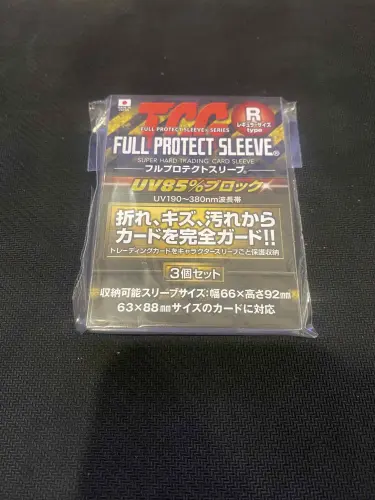 TCG
R
FULL PROTECT SLEEVE® SERIES
レギュラーサイズ
type
FULL PROTECT SLEEVE®
SUPER HARD TRADING CARD SLEEVE
フルプロテクトスリーブ®
UV85%ブロック
UV190～380nm波長帯
折れ、キズ、汚れから
カードを完全ガード!!
トレーディングカードをキャラクタースリーブごと保護収納
3個セット
収納可能スリーブサイズ:幅66×高さ92mm
63×88mmサイズのカードに対応